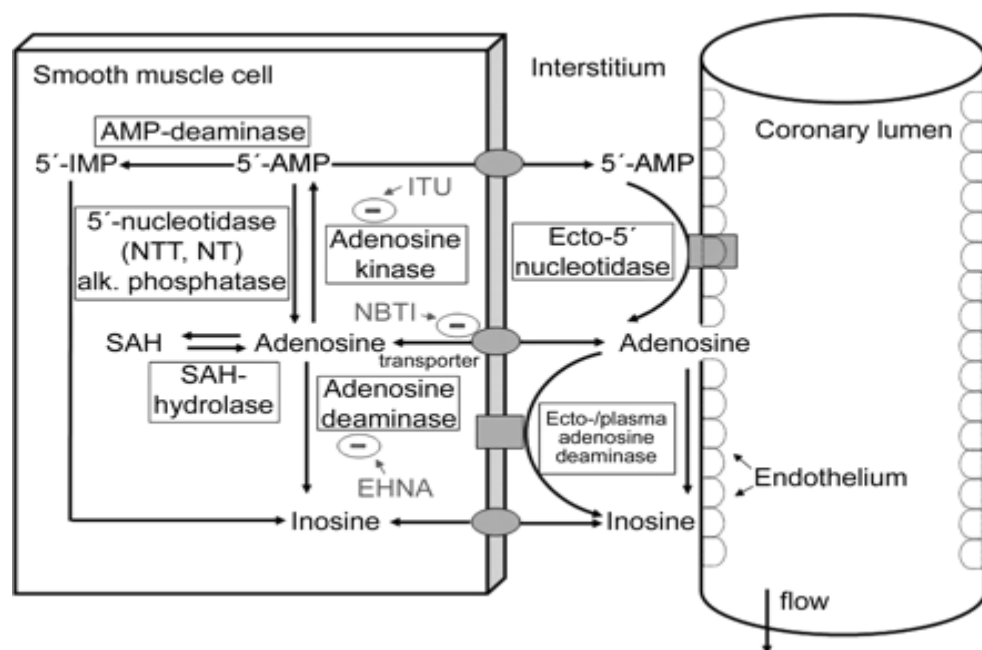 Smooth muscle cell
Interstitium
Coronary lumen
AMP-deaminase
5´-IMP
5´-AMP
5´-AMP
ITU
−
5´-nucleotidase
(NTT, NT)
alk. phosphatase
Adenosine
kinase
Ecto-5´
nucleotidase
NBTI
−
SAH
Adenosine
transporter
Adenosine
SAH-
hydrolase
Adenosine
deaminase
Ecto-/plasma
adenosine
deaminase
−
EHNA
Endothelium
Inosine
Inosine
flow